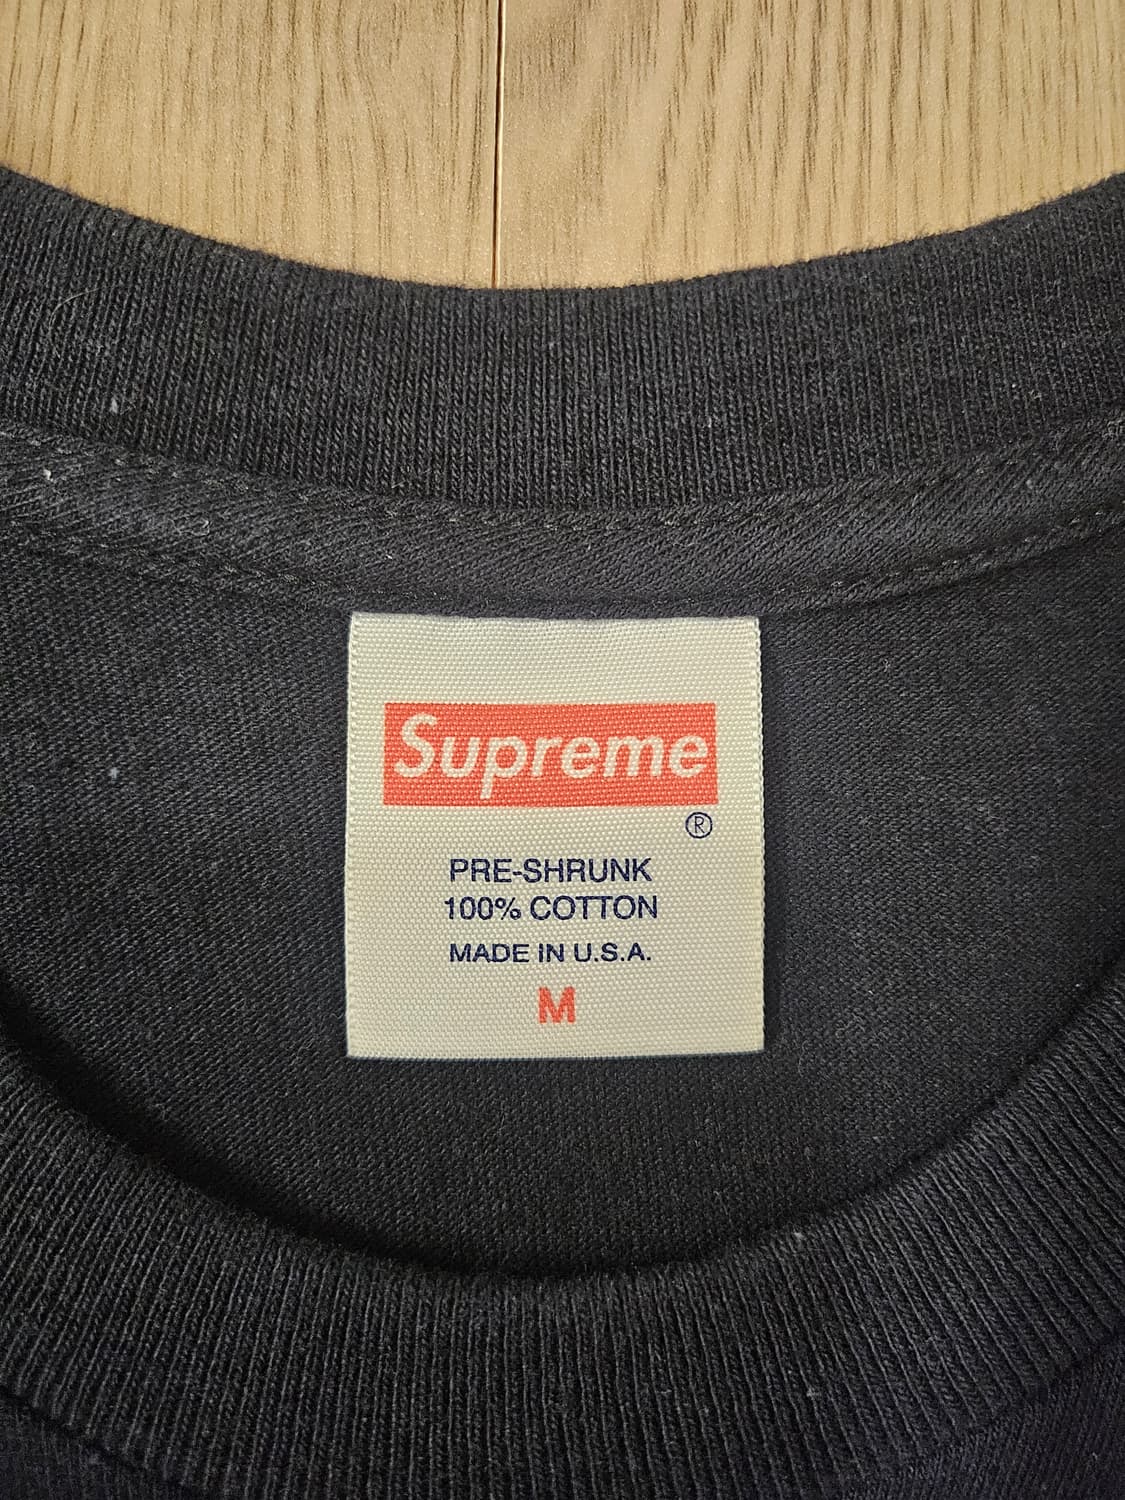 Supreme
®
PRE-SHRUNK
100% COTTON
MADE IN U.S.A.
M